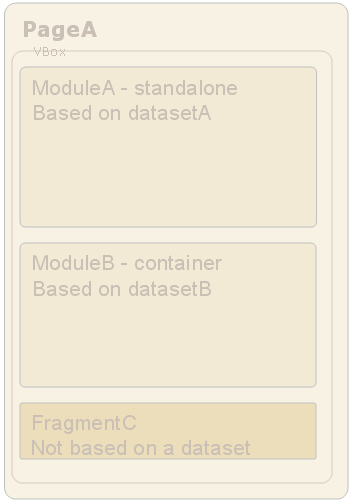 PageA
VBox
ModuleA - standalone
Based on datasetA
ModuleB - container
Based on datasetB
FragmentC
Not based on a dataset